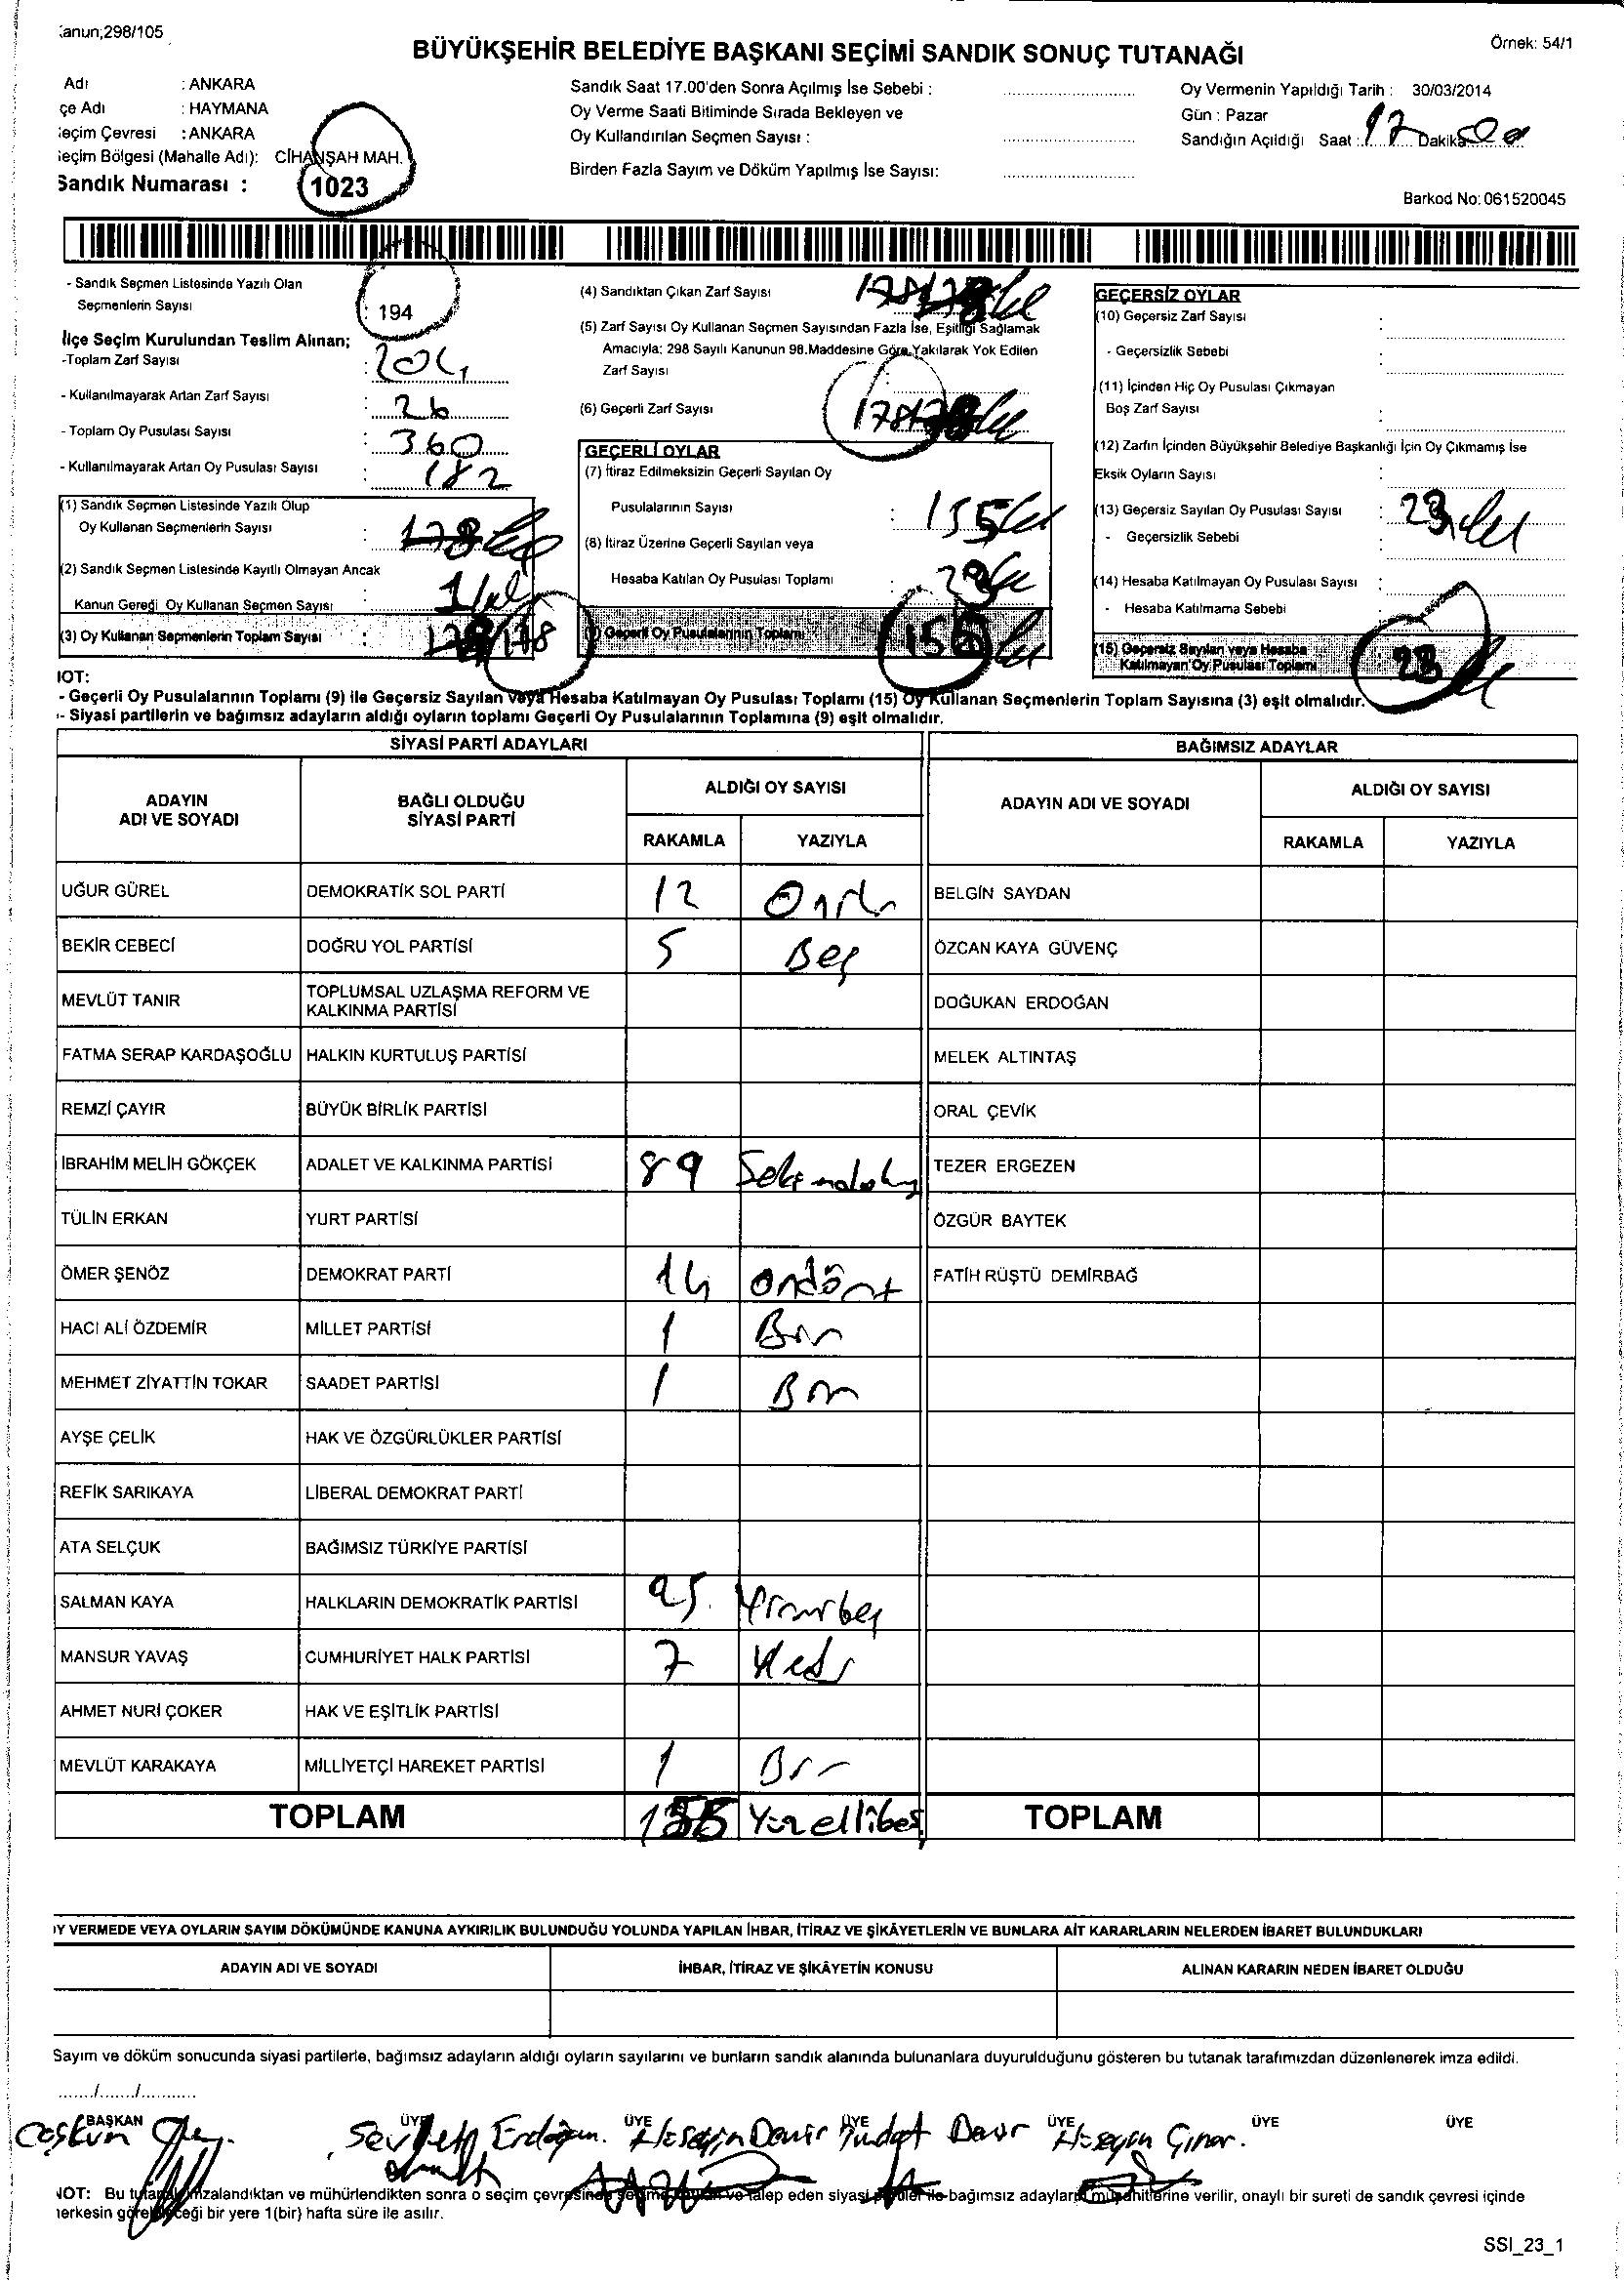 anun;298/105
Örnek: 54/1
BÜYÜKŞEHİR BELEDİYE BAŞKANI SEÇİMİ SANDIK SONUÇ TUTANAĞI
Adı : ANKARA
çe Adı : HAYMANA
eçim Çevresi : ANKARA
eçim Bölgesi (Mahalle Adı): CİHANŞAH MAH.
Sandık Numarası : 1023
Sandık Saat 17.00'den Sonra Açılmış İse Sebebi :
Oy Verme Saati Bitiminde Sırada Bekleyen ve
Oy Kullandırılan Seçmen Sayısı :
Birden Fazla Sayım ve Döküm Yapılmış İse Sayısı:
Oy Vermenin Yapıldığı Tarih : 30/03/2014
Gün : Pazar
Sandığın Açıldığı Saat : 17 Dakika
Barkod No: 061520045
- Sandık Seçmen Listesinde Yazılı Olan
Seçmenlerin Sayısı : 194
İlçe Seçim Kurulundan Teslim Alınan;
-Toplam Zarf Sayısı : 204
- Kullanılmayarak Artan Zarf Sayısı : 26
- Toplam Oy Pusulası Sayısı : 360
- Kullanılmayarak Artan Oy Pusulası Sayısı : 182
(1) Sandık Seçmen Listesinde Yazılı Olup
Oy Kullanan Seçmenlerin Sayısı : 178
(2) Sandık Seçmen Listesinde Kayıtlı Olmayan Ancak
Kanun Gereği Oy Kullanan Seçmen Sayısı : 1
(3) Oy Kullanan Seçmenlerin Toplam Sayısı : 178
(4) Sandıktan Çıkan Zarf Sayısı : 178
(5) Zarf Sayısı Oy Kullanan Seçmen Sayısından Fazla İse, Eşitliği Sağlamak
Amacıyla; 298 Sayılı Kanunun 98.Maddesine Göre Yakılarak Yok Edilen
Zarf Sayısı :
(6) Geçerli Zarf Sayısı : 178
GEÇERLİ OYLAR
(7) İtiraz Edilmeksizin Geçerli Sayılan Oy
Pusulalarının Sayısı : 155
(8) İtiraz Üzerine Geçerli Sayılan veya
Hesaba Katılan Oy Pusulası Toplamı :
Geçerli Oy Pusulalarının Toplamı : 155
GEÇERSİZ OYLAR
(10) Geçersiz Zarf Sayısı :
- Geçersizlik Sebebi :
(11) İçinden Hiç Oy Pusulası Çıkmayan
Boş Zarf Sayısı :
(12) Zarfın İçinden Büyükşehir Belediye Başkanlığı İçin Oy Çıkmamış İse
Eksik Oyların Sayısı :
(13) Geçersiz Sayılan Oy Pusulası Sayısı : 23
- Geçersizlik Sebebi :
(14) Hesaba Katılmayan Oy Pusulası Sayısı :
- Hesaba Katılmama Sebebi :
(15) Geçersiz Sayılan veya Hesaba
Katılmayan Oy Pusulası Toplamı : 23
IOT:
- Geçerli Oy Pusulalarının Toplamı (9) ile Geçersiz Sayılan veya Hesaba Katılmayan Oy Pusulası Toplamı (15) Oy Kullanan Seçmenlerin Toplam Sayısına (3) eşit olmalıdır.
- Siyasi partilerin ve bağımsız adayların aldığı oyların toplamı Geçerli Oy Pusulalarının Toplamına (9) eşit olmalıdır.
SİYASİ PARTİ ADAYLARI
BAĞIMSIZ ADAYLAR
ADAYIN ADI VE SOYADI
BAĞLI OLDUĞU SİYASİ PARTİ
ALDIĞI OY SAYISI
RAKAMLA YAZIYLA
ADAYIN ADI VE SOYADI
ALDIĞI OY SAYISI
RAKAMLA YAZIYLA
UĞUR GÜREL DEMOKRATİK SOL PARTİ 12 BELGİN SAYDAN
BEKİR CEBECİ DOĞRU YOL PARTİSİ 5 Beş ÖZCAN KAYA GÜVENÇ
MEVLÜT TANIR TOPLUMSAL UZLAŞMA REFORM VE KALKINMA PARTİSİ DOĞUKAN ERDOĞAN
FATMA SERAP KARDAŞOĞLU HALKIN KURTULUŞ PARTİSİ MELEK ALTINTAŞ
REMZİ ÇAYIR BÜYÜK BİRLİK PARTİSİ ORAL ÇEVİK
İBRAHİM MELİH GÖKÇEK ADALET VE KALKINMA PARTİSİ 89 TEZER ERGEZEN
TÜLİN ERKAN YURT PARTİSİ ÖZGÜR BAYTEK
ÖMER ŞENÖZ DEMOKRAT PARTİ 14 ondört FATİH RÜŞTÜ DEMİRBAĞ
HACI ALİ ÖZDEMİR MİLLET PARTİSİ 1 Bir
MEHMET ZİYATTİN TOKAR SAADET PARTİSİ 1 Bir
AYŞE ÇELİK HAK VE ÖZGÜRLÜKLER PARTİSİ
REFİK SARIKAYA LİBERAL DEMOKRAT PARTİ
ATA SELÇUK BAĞIMSIZ TÜRKİYE PARTİSİ
SALMAN KAYA HALKLARIN DEMOKRATİK PARTİSİ 25. Yirmibeş
MANSUR YAVAŞ CUMHURİYET HALK PARTİSİ 7 Yedi
AHMET NURİ ÇOKER HAK VE EŞİTLİK PARTİSİ
MEVLÜT KARAKAYA MİLLİYETÇİ HAREKET PARTİSİ 1 Bir
TOPLAM 155 Yüzellibeş TOPLAM
Y VERMEDE VEYA OYLARIN SAYIM DÖKÜMÜNDE KANUNA AYKIRILIK BULUNDUĞU YOLUNDA YAPILAN İHBAR, İTİRAZ VE ŞİKÂYETLERİN VE BUNLARA AİT KARARLARIN NELERDEN İBARET BULUNDUKLARI
ADAYIN ADI VE SOYADI İHBAR, İTİRAZ VE ŞİKÂYETİN KONUSU ALINAN KARARIN NEDEN İBARET OLDUĞU
Sayım ve döküm sonucunda siyasi partilerle, bağımsız adayların aldığı oyların sayılarını ve bunların sandık alanında bulunanlara duyurulduğunu gösteren bu tutanak tarafımızdan düzenlenerek imza edildi.
......./......./...........
BAŞKAN ÜYE ÜYE ÜYE ÜYE ÜYE ÜYE
Coşkun Erdoğan. Hüseyin Demir Hüseyin Çınar.
NOT: Bu tutanak imzalandıktan ve mühürlendikten sonra o seçim çevresinde seçime katılan ve talep eden siyasi partiler ile bağımsız adayların müşahitlerine verilir, onaylı bir sureti de sandık çevresi içinde
herkesin görebileceği bir yere 1(bir) hafta süre ile asılır.
SSI_23_1